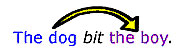 The dog bit the boy.